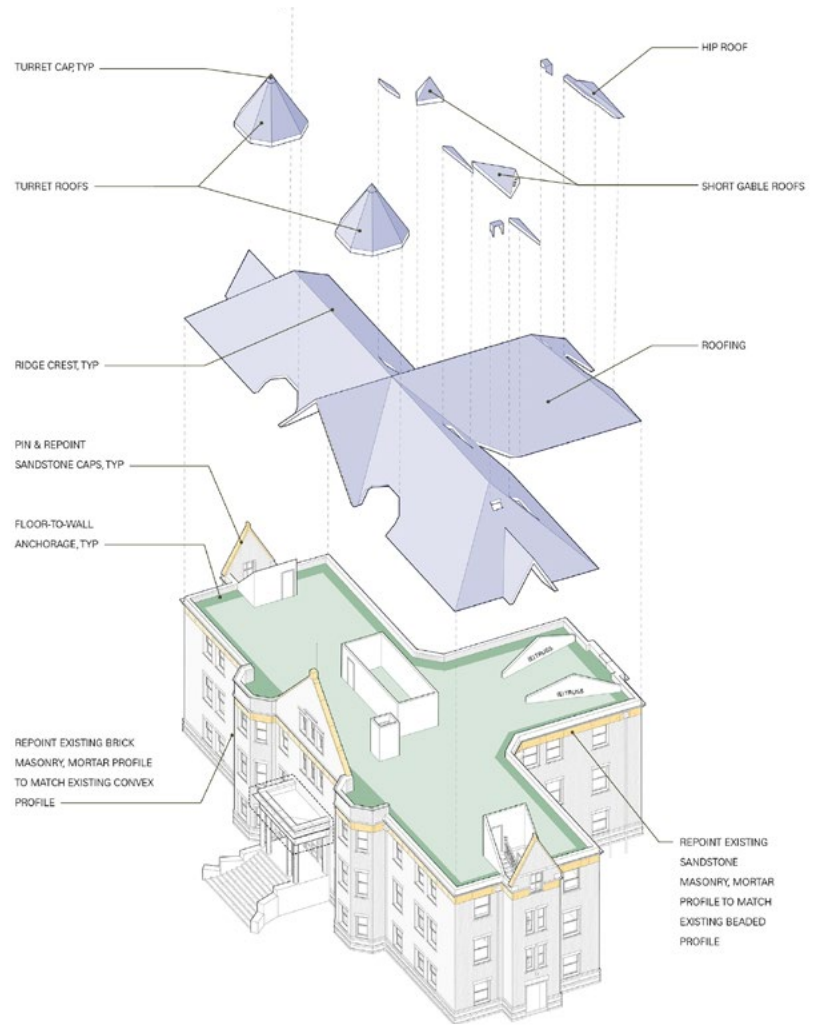 HIP ROOF
TURRET CAP, TYP
TURRET ROOFS
SHORT GABLE ROOFS
RIDGE CREST, TYP
ROOFING
PIN & REPOINT
SANDSTONE CAPS, TYP
FLOOR-TO-WALL
ANCHORAGE, TYP
(E) TRUSS
(E) TRUSS
REPOINT EXISTING BRICK
MASONRY, MORTAR PROFILE
TO MATCH EXISTING CONVEX
PROFILE
REPOINT EXISTING
SANDSTONE
MASONRY, MORTAR
PROFILE TO MATCH
EXISTING BEADED
PROFILE